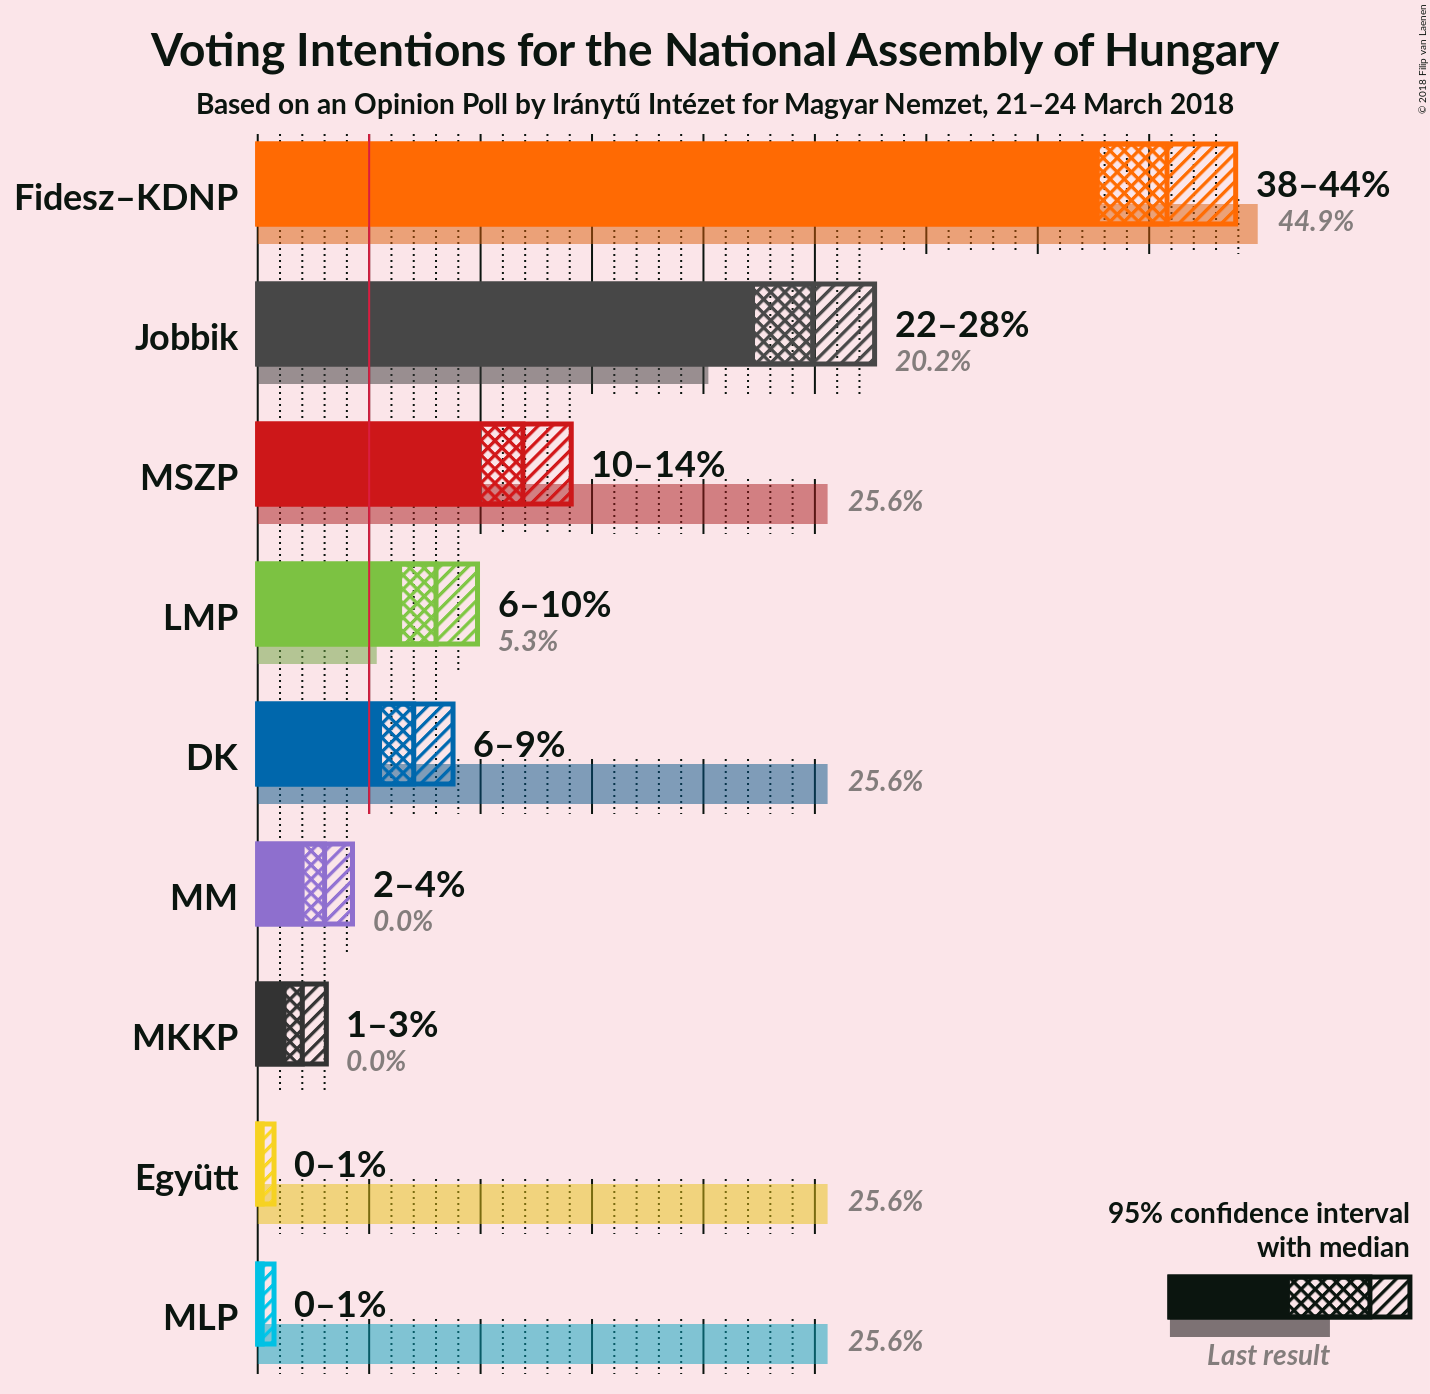 Voting Intentions for the National Assembly of Hungary
Based on an Opinion Poll by Iránytű Intézet for Magyar Nemzet, 21–24 March 2018
© 2018 Filip van Laenen
Fidesz–KDNP
38–44%
44.9%
Jobbik
22–28%
20.2%
MSZP
10–14%
25.6%
LMP
6–10%
5.3%
DK
6–9%
25.6%
MM
2–4%
0.0%
MKKP
1–3%
0.0%
Együtt
0–1%
25.6%
MLP
0–1%
25.6%
95% confidence interval
with median
Last result